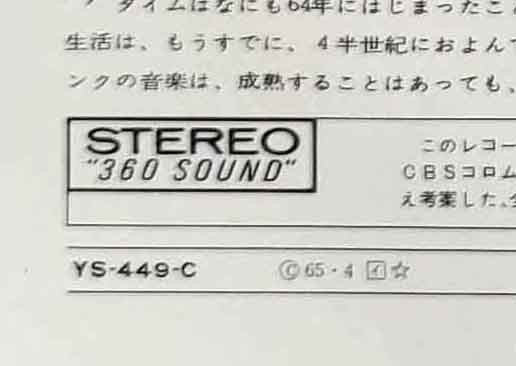 タイムはなにも64年にはじまったこ
生活は、もうすでに、4半世紀におよんで
ンクの音楽は、成熟することはあっても、
STEREO
"360 SOUND"
このレコー
CBSコロム
え考案した。
YS-449-C
Ⓒ65・4 イ☆